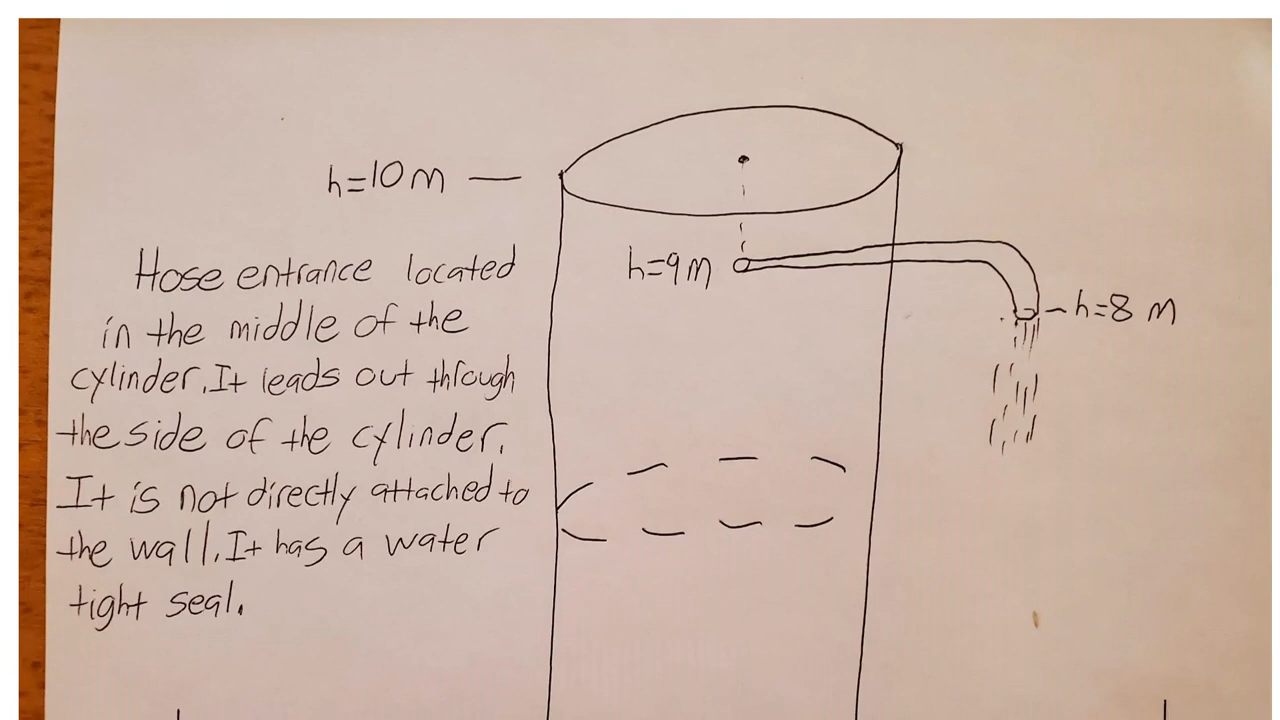 h=10m
Hose entrance located
in the middle of the
cylinder. It leads out through
the side of the cylinder.
It is not directly attached to
the wall. It has a water
tight seal.
h=9m
h=8 m